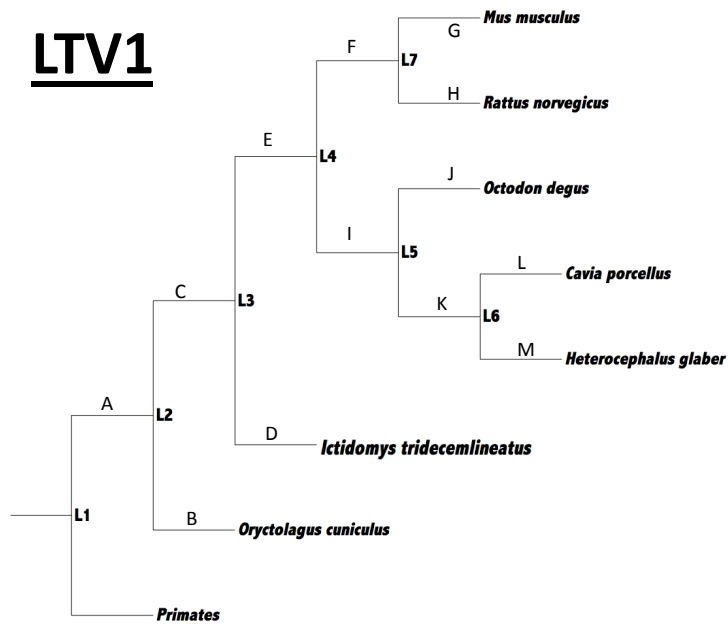 LTV1
Mus musculus
G
F
L7
H
Rattus norvegicus
E
L4
J
Octodon degus
I
L5
L
Cavia porcellus
C
K
L3
L6
M
Heterocephalus glaber
A
L2
D
Ictidomys tridecemlineatus
B
L1
Oryctolagus cuniculus
Primates